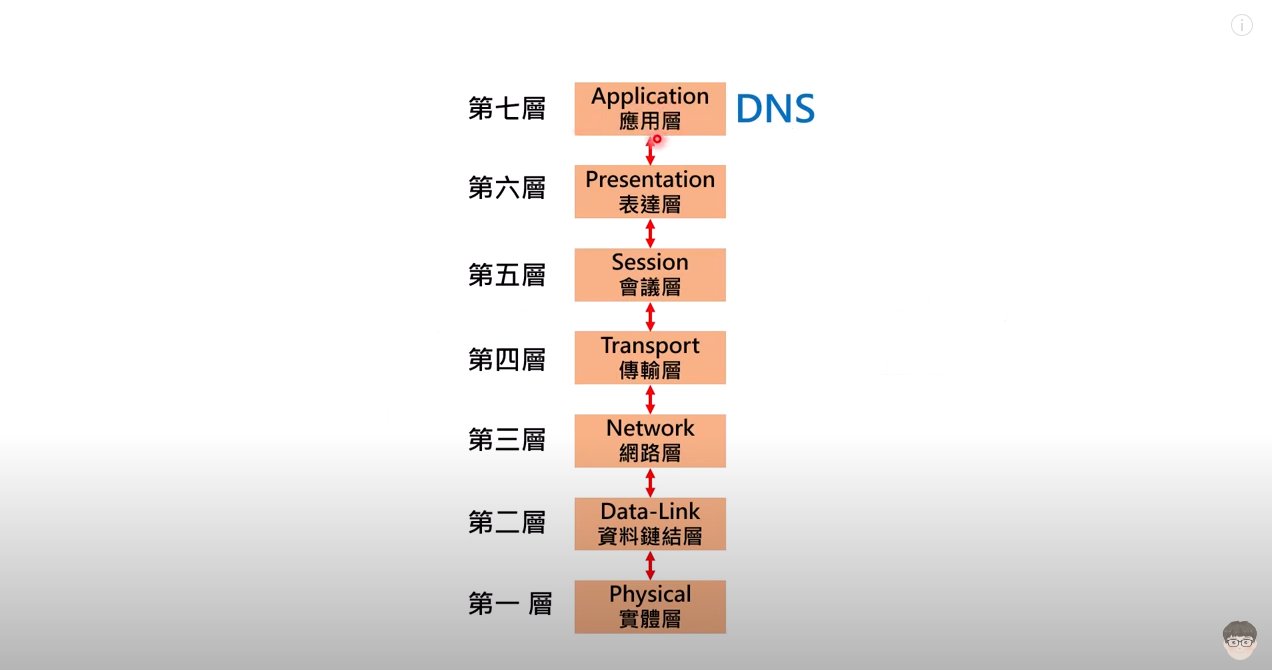 第七層
Application
應用層
DNS
第六層
Presentation
表達層
第五層
Session
會議層
第四層
Transport
傳輸層
第三層
Network
網路層
第二層
Data-Link
資料鏈結層
第一 層
Physical
實體層